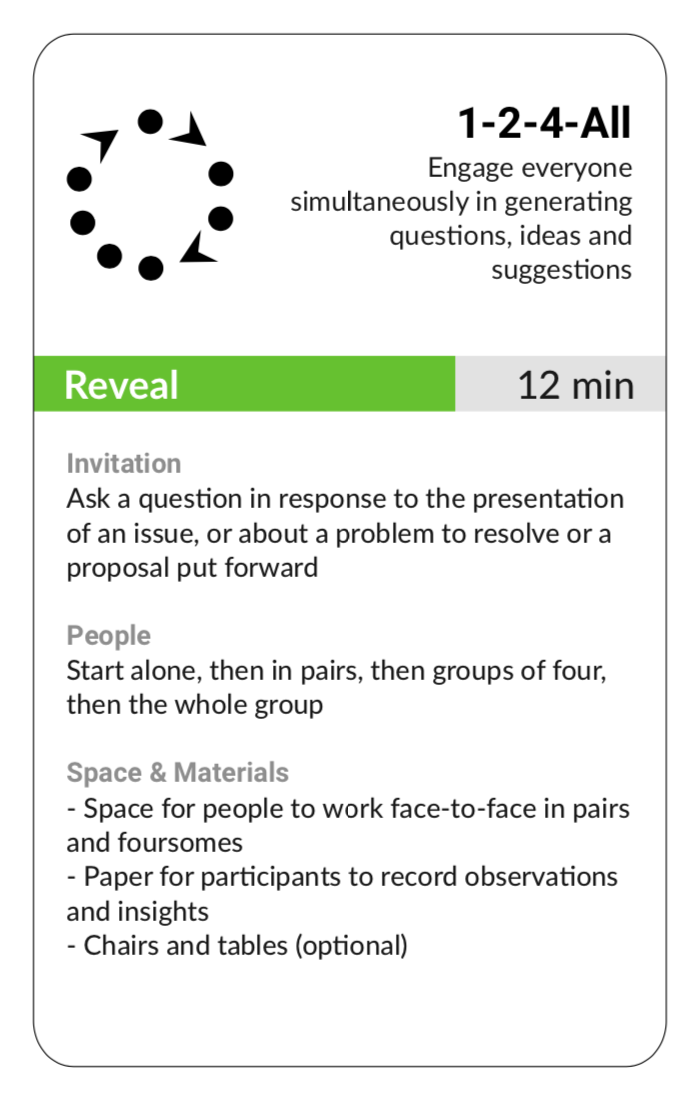 1-2-4-All
Engage everyone
simultaneously in generating
questions, ideas and
suggestions
Reveal
12 min
Invitation
Ask a question in response to the presentation
of an issue, or about a problem to resolve or a
proposal put forward
People
Start alone, then in pairs, then groups of four,
then the whole group
Space & Materials
- Space for people to work face-to-face in pairs
and foursomes
- Paper for participants to record observations
and insights
- Chairs and tables (optional)